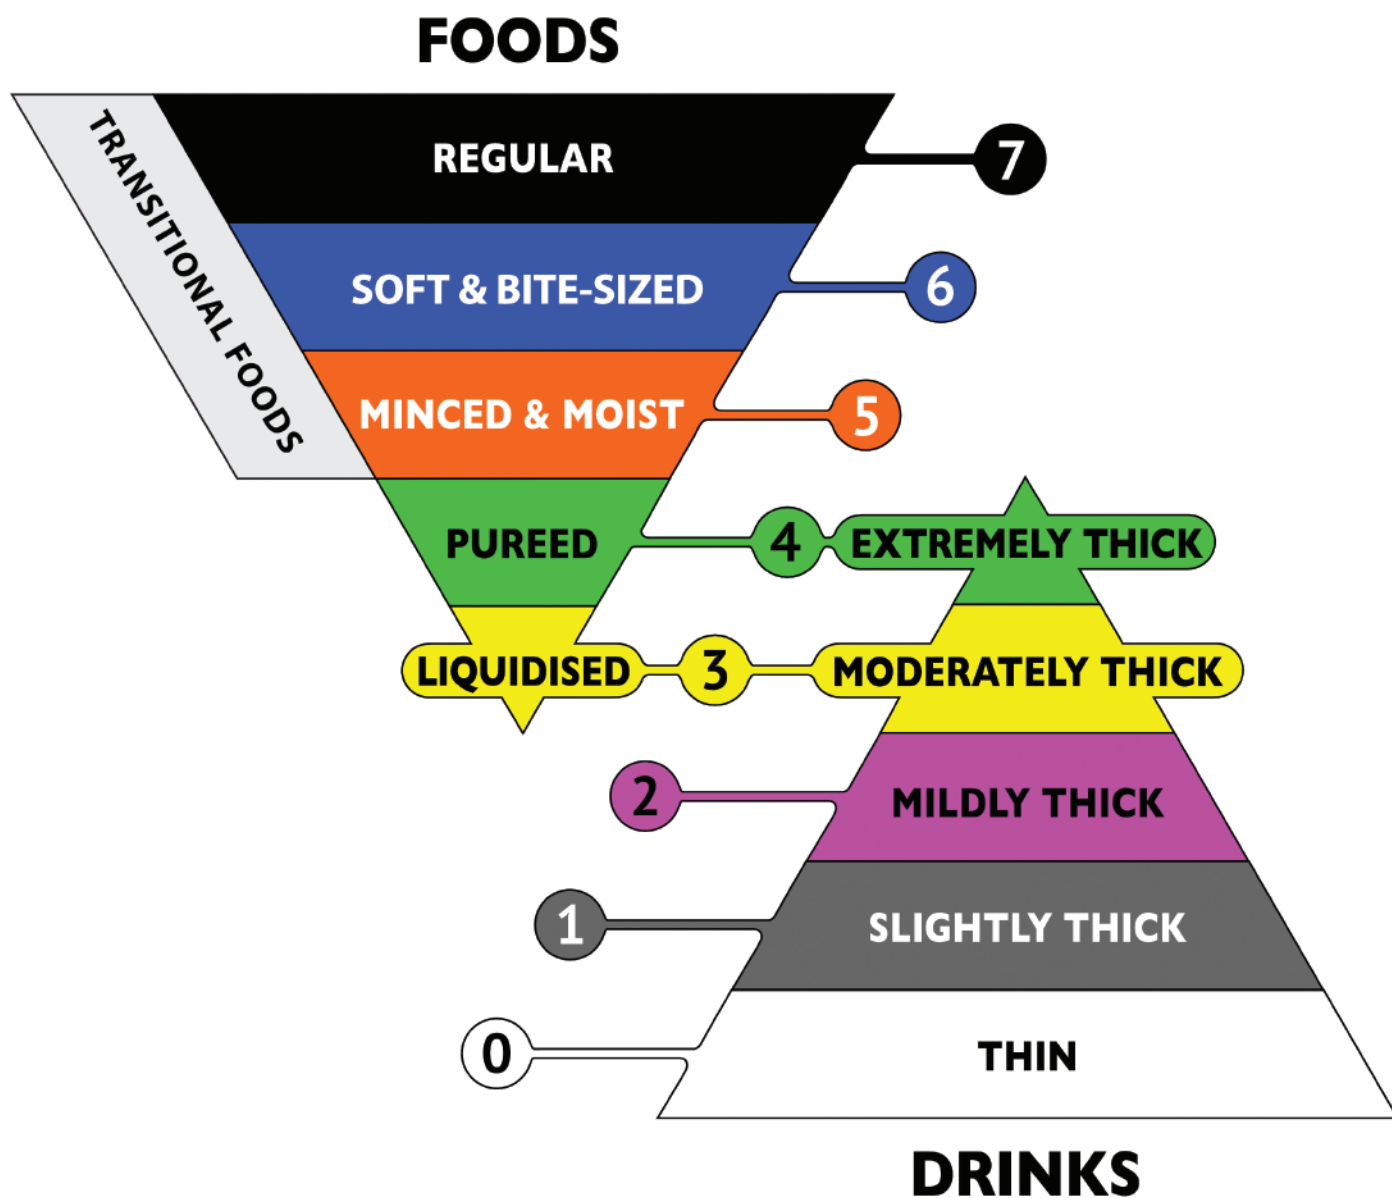 FOODS
TRANSITIONAL FOODS
REGULAR
7
SOFT & BITE-SIZED
6
MINCED & MOIST
5
PUREED
4
EXTREMELY THICK
LIQUIDISED
3
MODERATELY THICK
2
MILDLY THICK
1
SLIGHTLY THICK
0
THIN
DRINKS